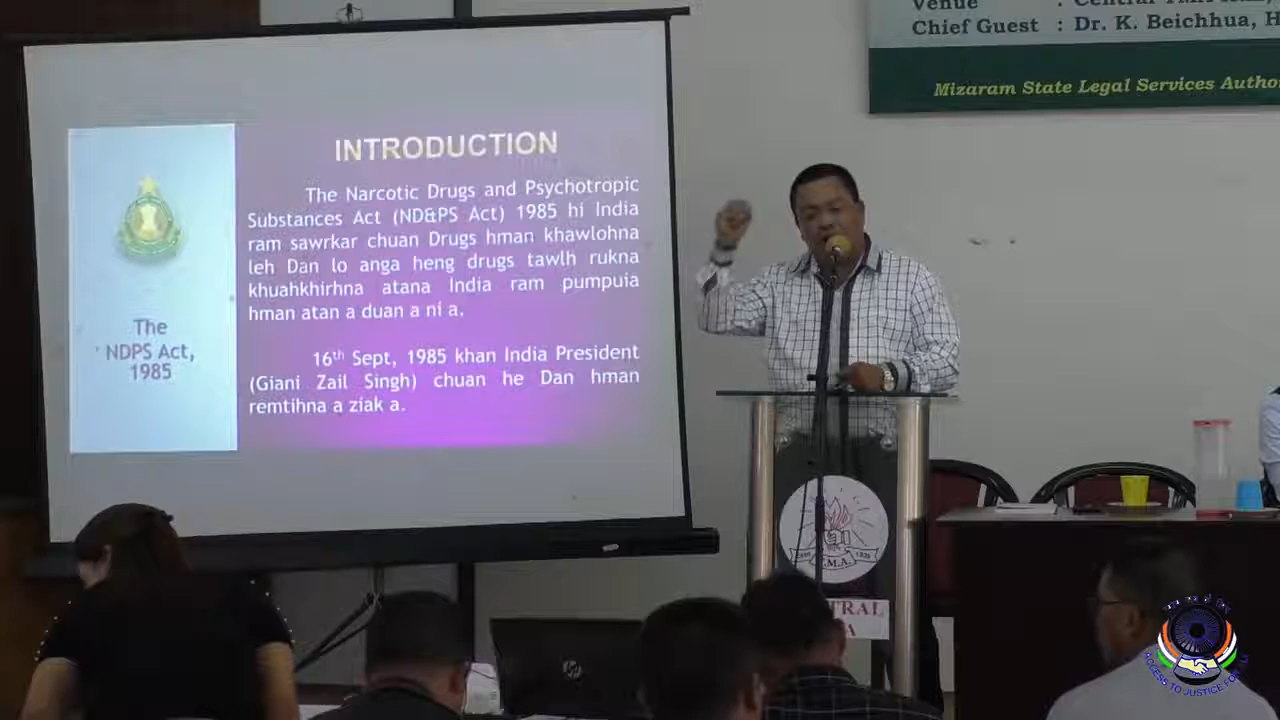 Venue :
Chief Guest : Dr. K. Beichhua, H
Mizaram State Legal Services
INTRODUCTION
The Narcotic Drugs and Psychotropic
Substances Act (ND&PS Act) 1985 hi India
ram sawrkar chuan Drugs hman khawlohna
leh Dan lo anga heng drugs tawlh rukna
khuahkhirhna atana India ram pumpuia
hman atan a duan a ni a.
16th Sept, 1985 khan India President
(Giani Zail Singh) chuan he Dan hman
remtihna a ziak a.
The
NDPS Act,
1985
ACCESS TO JUSTICE FOR